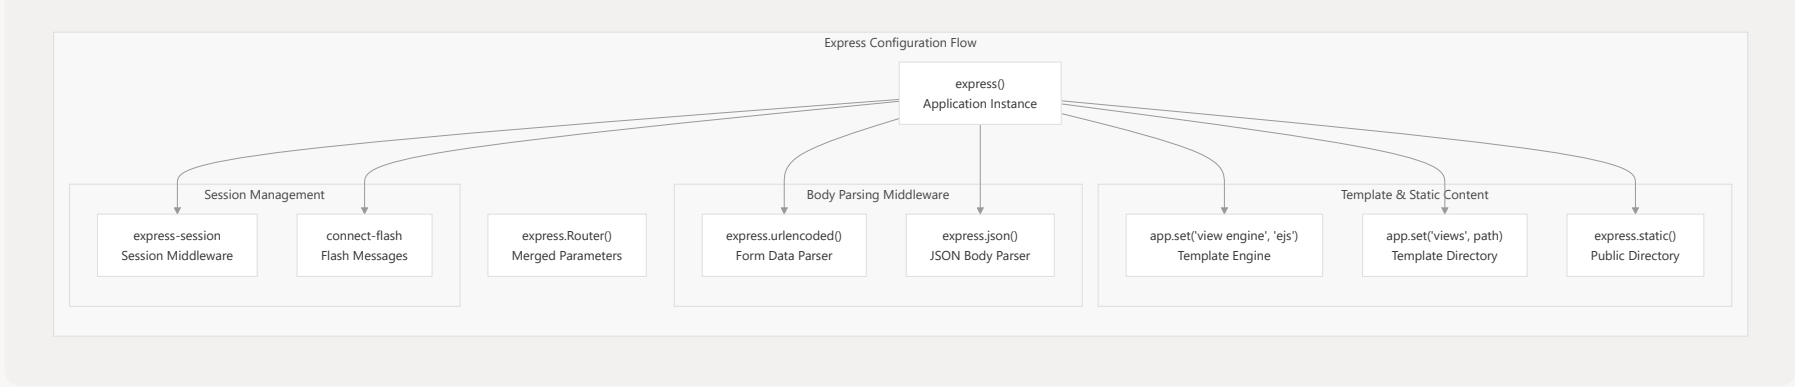 Express Configuration Flow
express()
Application Instance
Session Management
express-session
Session Middleware
connect-flash
Flash Messages
express.Router()
Merged Parameters
Body Parsing Middleware
express.urlencoded()
Form Data Parser
express.json()
JSON Body Parser
Template & Static Content
app.set('view engine', 'ejs')
Template Engine
app.set('views', path)
Template Directory
express.static()
Public Directory